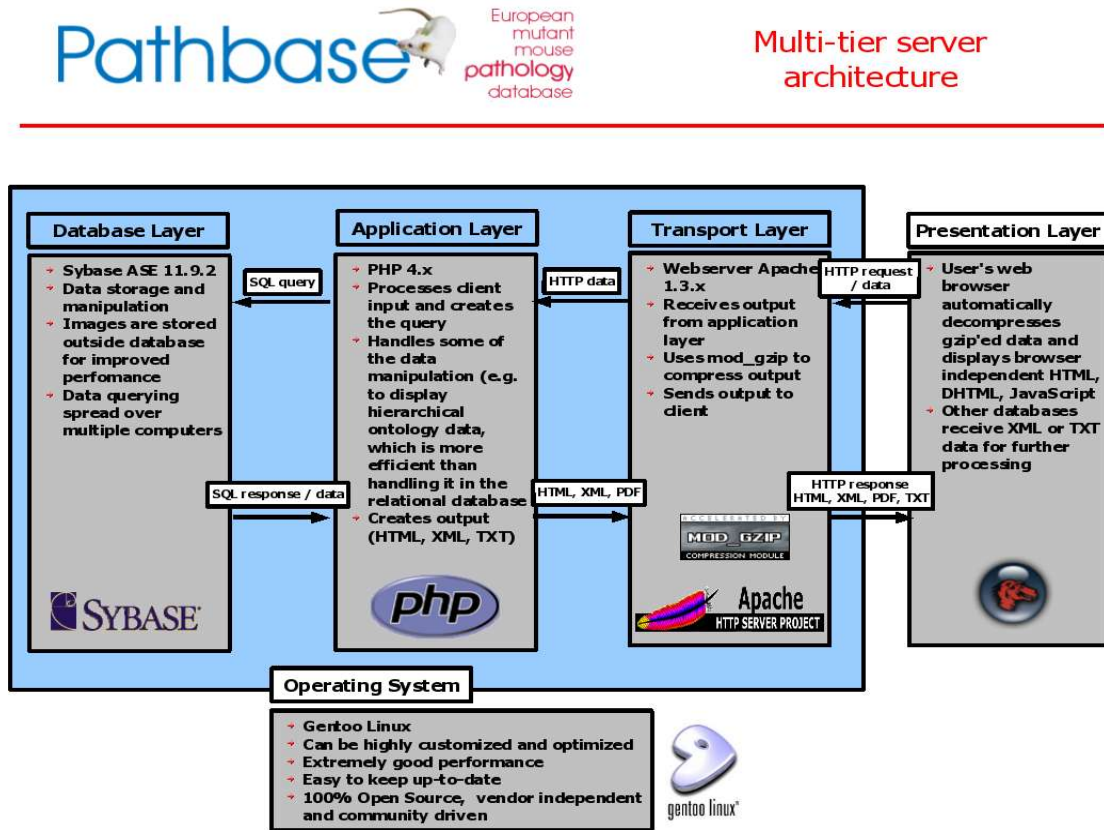 Pathbase
European
mutant
mouse
pathology
database
Multi-tier server
architecture
Database Layer
Sybase ASE 11.9.2
Data storage and
manipulation
Images are stored
outside database
for improved
perfomance
Data querying
spread over
multiple computers
SYBASE
SQL query
SQL response / data
Application Layer
PHP 4.x
Processes client
input and creates
the query
Handles some of
the data
manipulation (e.g.
to display
hierarchical
ontology data,
which is more
efficient than
handling it in the
relational database
Creates output
(HTML, XML, TXT)
php
HTTP data
HTML, XML, PDF
Transport Layer
Webserver Apache
1.3.x
Receives output
from application
layer
Uses mod_gzip to
compress output
Sends output to
client
ACCELERATED BY
MOD_GZIP
COMPRESSION MODULE
Apache
HTTP SERVER PROJECT
HTTP request
/ data
HTTP response
HTML, XML, PDF, TXT
Presentation Layer
User's web
browser
automatically
decompresses
gzip'ed data and
displays browser
independent HTML,
DHTML, JavaScript
Other databases
receive XML or TXT
data for further
processing
Operating System
Gentoo Linux
Can be highly customized and optimized
Extremely good performance
Easy to keep up-to-date
100% Open Source, vendor independent
and community driven
gentoo linux